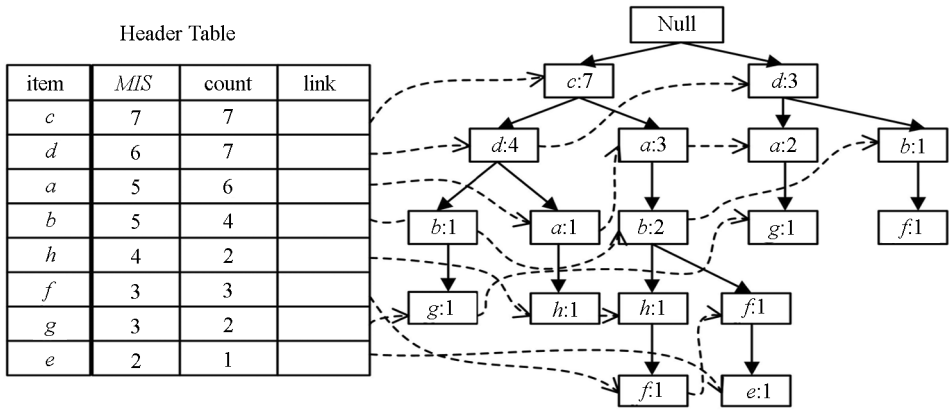 Header Table
item MIS count link
c 7 7
d 6 7
a 5 6
b 5 4
h 4 2
f 3 3
g 3 2
e 2 1
Null
c:7 d:3
d:4 a:3 a:2 b:1
b:1 a:1 b:2 g:1 f:1
g:1 h:1 h:1 f:1
f:1 e:1